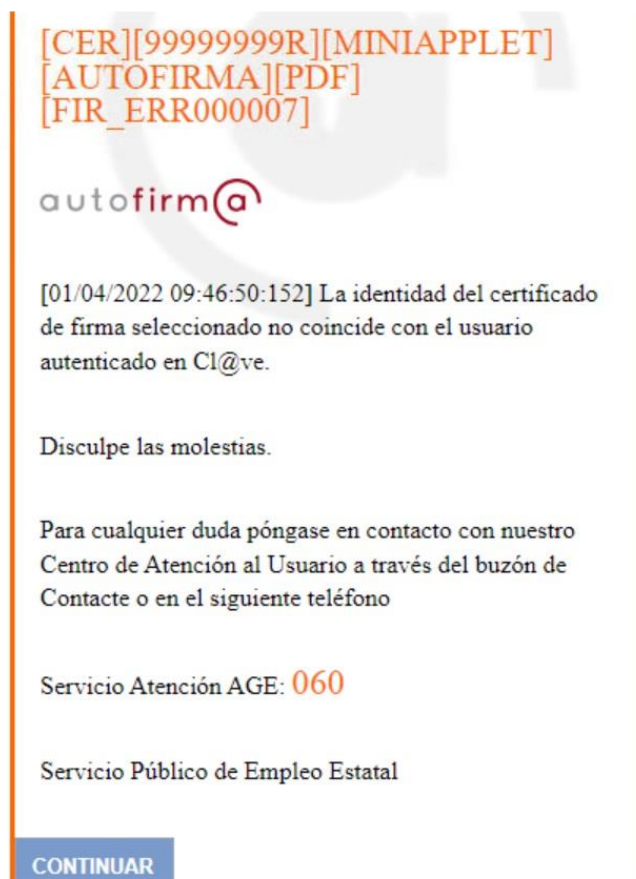 [CER][99999999R][MINIAPPLET]
[AUTOFIRMA][PDF]
[FIR_ERR000007]
autofirm@
[01/04/2022 09:46:50:152] La identidad del certificado
de firma seleccionado no coincide con el usuario
autenticado en Cl@ve.
Disculpe las molestias.
Para cualquier duda póngase en contacto con nuestro
Centro de Atención al Usuario a través del buzón de
Contacte o en el siguiente teléfono
Servicio Atención AGE: 060
Servicio Público de Empleo Estatal
CONTINUAR